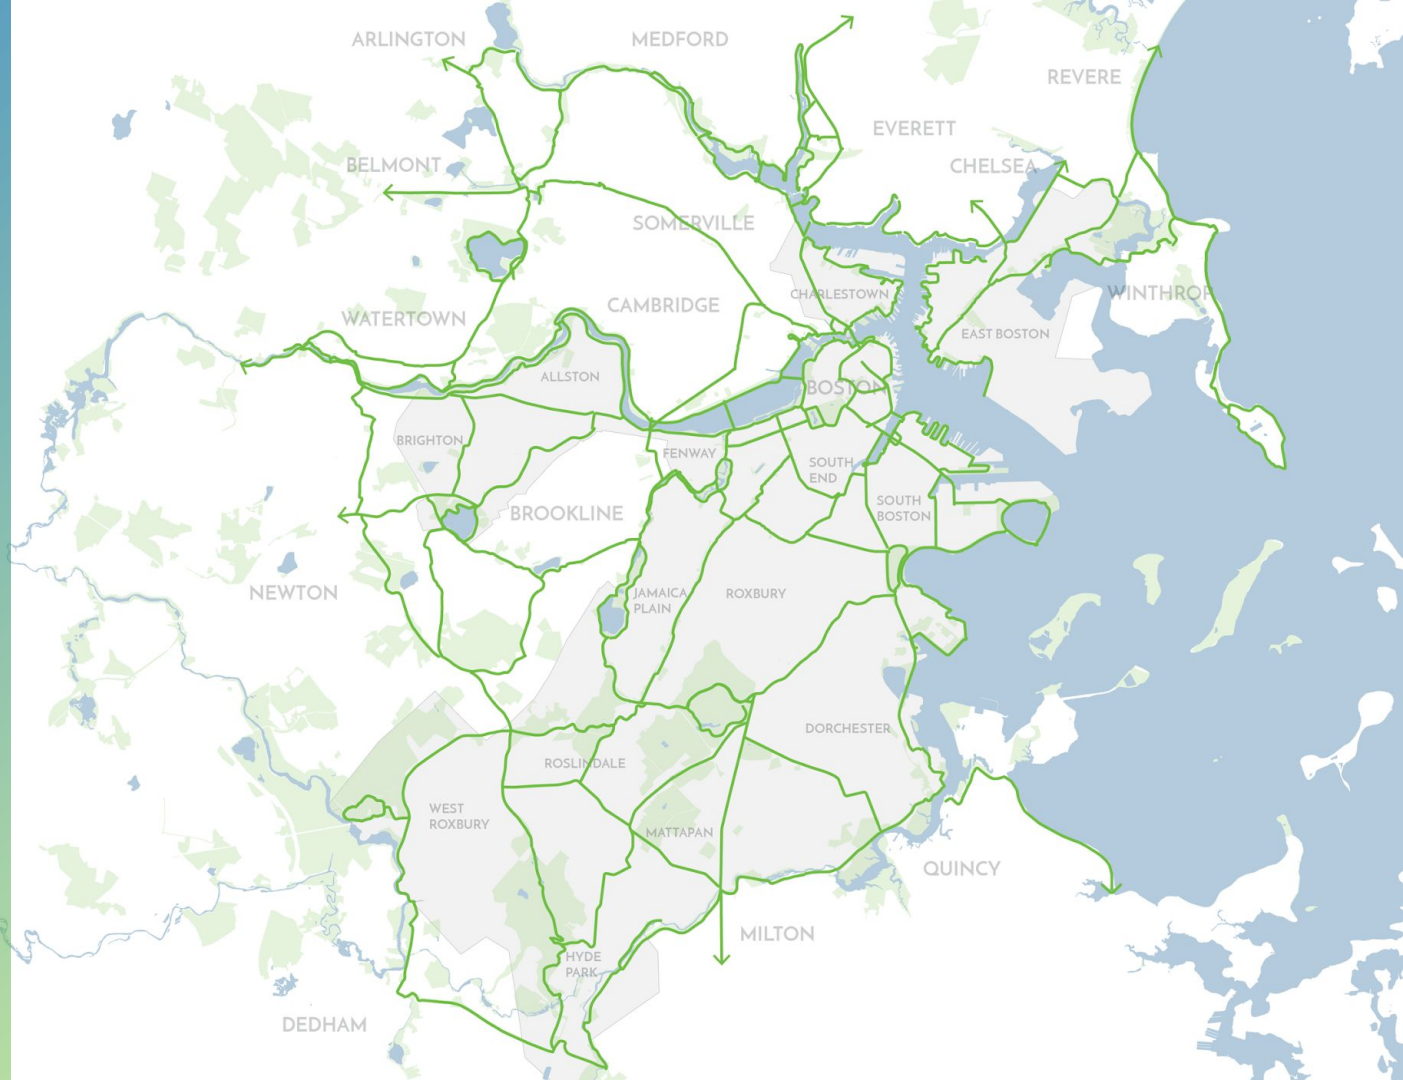 ARLINGTON
MEDFORD
REVERE
EVERETT
CHELSEA
BELMONT
SOMERVILLE
WINTHROP
CHARLESTOWN
CAMBRIDGE
WATERTOWN
EAST BOSTON
ALLSTON
BOSTON
BRIGHTON
FENWAY
SOUTH
END
SOUTH
BOSTON
BROOKLINE
NEWTON
JAMAICA
PLAIN
ROXBURY
DORCHESTER
ROSLINDALE
WEST
ROXBURY
MATTAPAN
QUINCY
MILTON
HYDE
PARK
DEDHAM